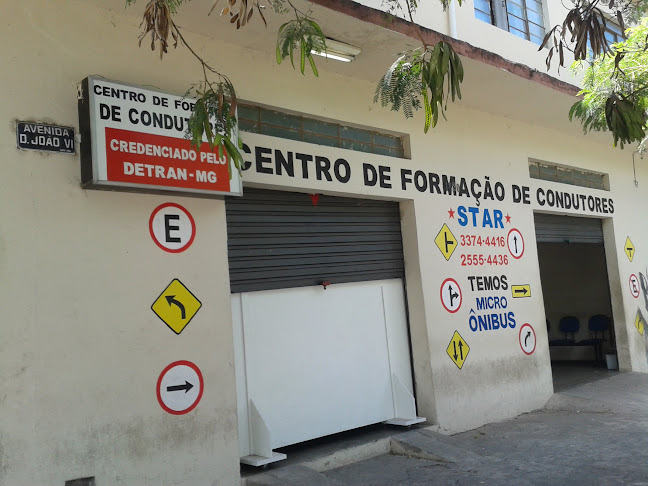 AVENIDA
D. JOÃO VI
CENTRO DE FOR
DE CONDUTOR
CREDENCIADO PELO
DETRAN-MG
CENTRO DE FORMAÇÃO DE CONDUTORES
STAR
3374-4416
2555-4436
TEMOS
MICRO
ÔNIBUS
E
E